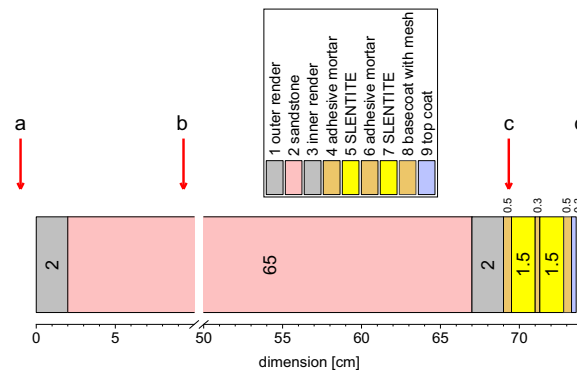 1 outer render
2 sandstone
3 inner render
4 adhesive mortar
5 SLENTITE
6 adhesive mortar
7 SLENTITE
8 basecoat with mesh
9 top coat
a b c
0.5 0.3 0.5
2 65 2 1.5 1.5
0 5 50 55 60 65 70
dimension [cm]